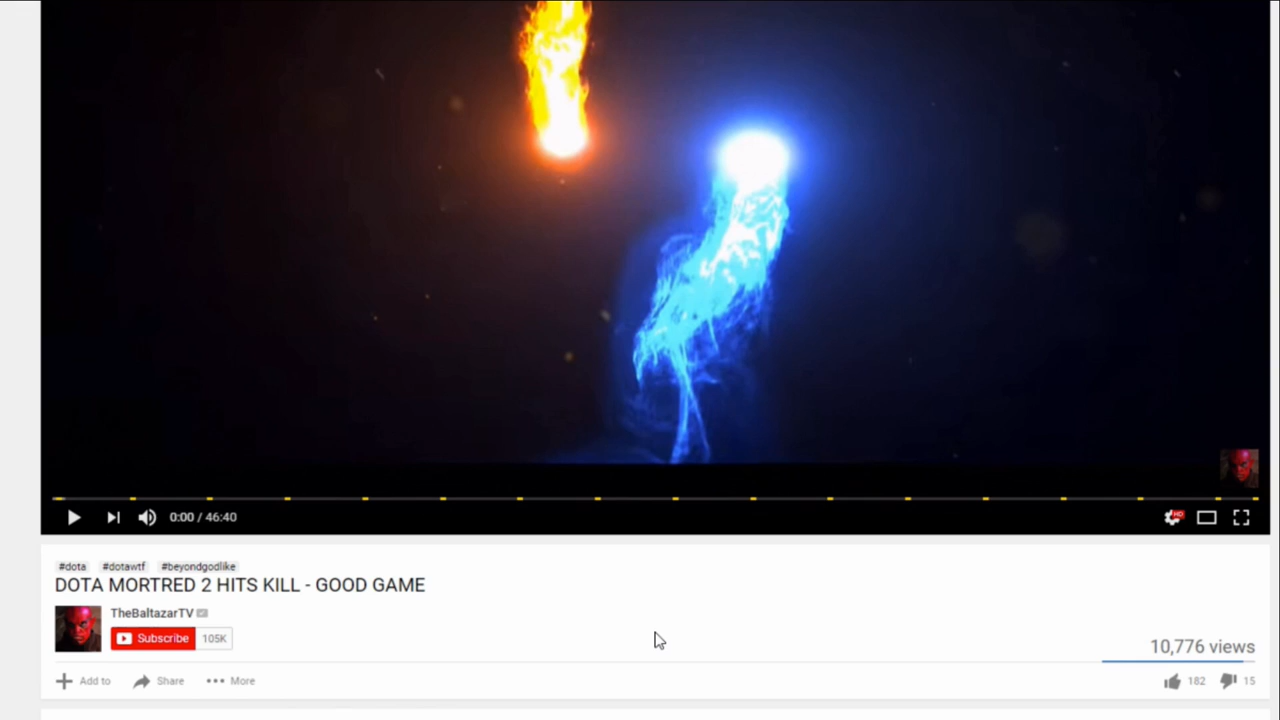 HD
0:00 / 46:40
#dota #dotawtf #beyondgodlike
DOTA MORTRED 2 HITS KILL - GOOD GAME
TheBaltazarTV
Subscribe 105K
10,776 views
Add to Share More
182 15